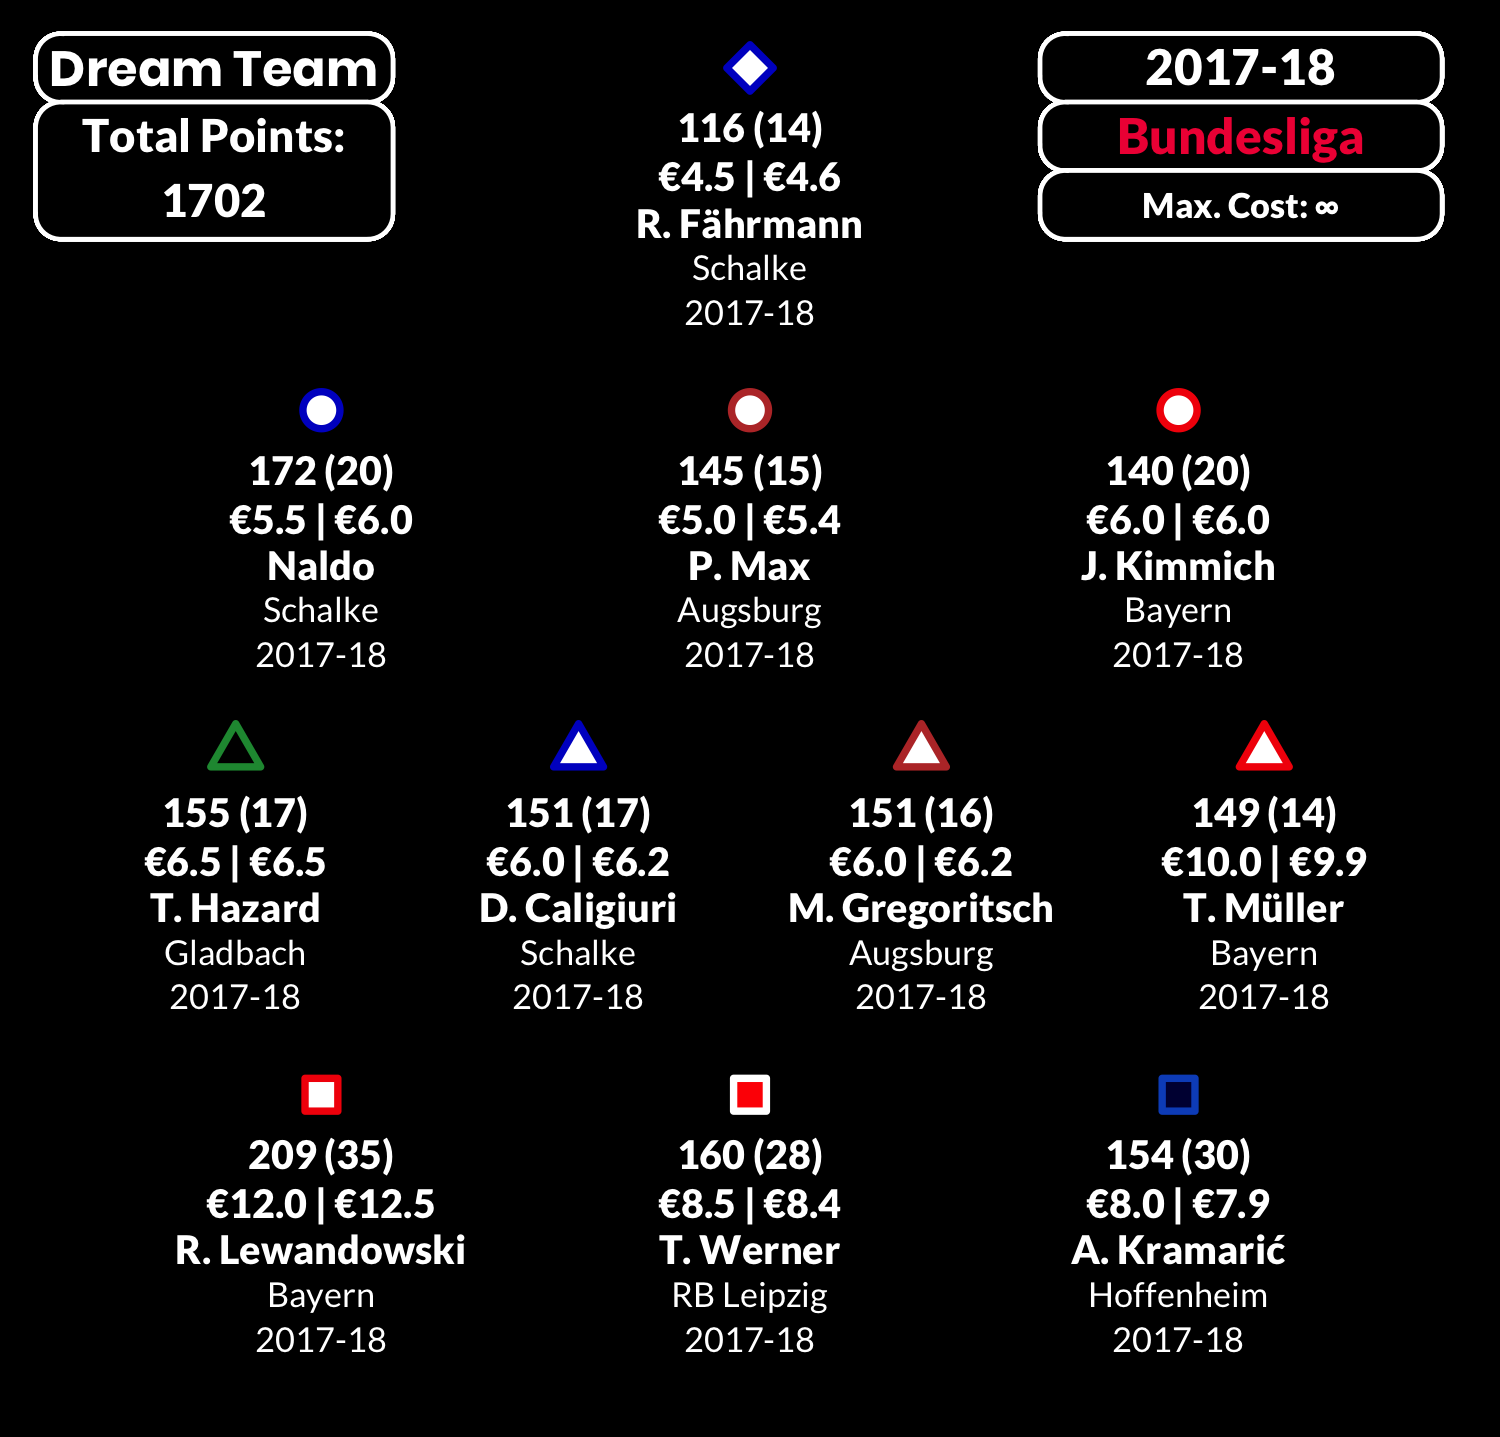 Dream Team
Total Points:
1702
2017-18
Bundesliga
Max. Cost: ∞
116 (14)
€4.5 | €4.6
R. Fährmann
Schalke
2017-18
172 (20)
€5.5 | €6.0
Naldo
Schalke
2017-18
145 (15)
€5.0 | €5.4
P. Max
Augsburg
2017-18
140 (20)
€6.0 | €6.0
J. Kimmich
Bayern
2017-18
155 (17)
€6.5 | €6.5
T. Hazard
Gladbach
2017-18
151 (17)
€6.0 | €6.2
D. Caligiuri
Schalke
2017-18
151 (16)
€6.0 | €6.2
M. Gregoritsch
Augsburg
2017-18
149 (14)
€10.0 | €9.9
T. Müller
Bayern
2017-18
209 (35)
€12.0 | €12.5
R. Lewandowski
Bayern
2017-18
160 (28)
€8.5 | €8.4
T. Werner
RB Leipzig
2017-18
154 (30)
€8.0 | €7.9
A. Kramarić
Hoffenheim
2017-18